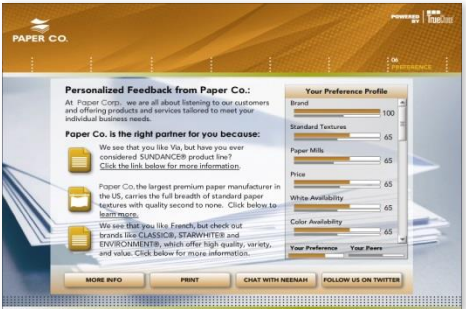 PAPER CO.
POWERED BY TrueChoice
06
PREFERENCE
Personalized Feedback from Paper Co.:
At Paper Corp. we are all about listening to our customers
and offering products and services tailored to meet your
individual business needs.
Paper Co. is the right partner for you because:
We see that you like Via, but have you ever
considered SUNDANCE® product line?
Click the link below for more information.
Paper Co. the largest premium paper manufacturer in
the US, carries the full breadth of standard paper
textures with quality second to none. Click below to
learn more.
We see that you like French, but check out
brands like CLASSIC®, STARWHITE® and
ENVIRONMENT®, which offer high quality, variety,
and value. Click below for more information.
Your Preference Profile
Brand
100
Standard Textures
65
Paper Mills
65
Price
65
White Availability
65
Color Availability
65
Your Preference Your Peers
MORE INFO
PRINT
CHAT WITH NEENAH
FOLLOW US ON TWITTER